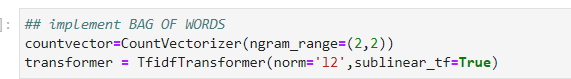 ]: ## implement BAG OF WORDS
countvector=CountVectorizer(ngram_range=(2,2))
transformer = TfidfTransformer(norm='l2',sublinear_tf=True)